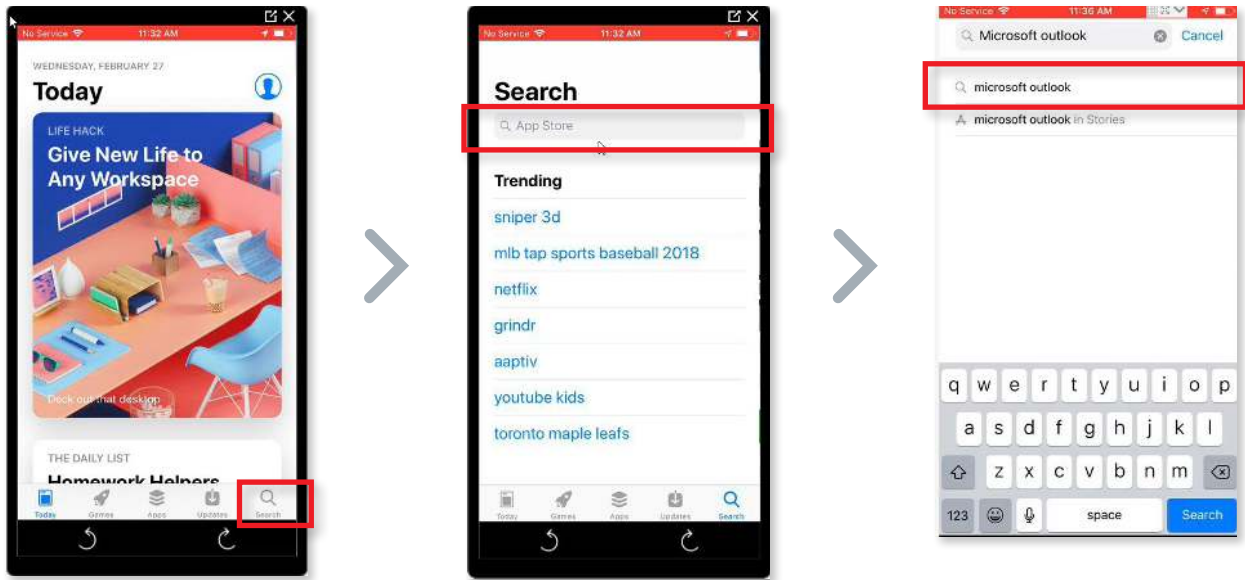 No Service 11:32 AM
WEDNESDAY, FEBRUARY 27
Today
LIFE HACK
Give New Life to
Any Workspace
Deck out that desktop
THE DAILY LIST
Homework Helpers
Today Games Apps Updates Search
No Service 11:32 AM
Search
App Store
Trending
sniper 3d
mlb tap sports baseball 2018
netflix
grindr
aaptiv
youtube kids
toronto maple leafs
Today Games Apps Updates Search
No Service 11:36 AM
Microsoft outlook Cancel
microsoft outlook
microsoft outlook in Stories
q w e r t y u i o p
a s d f g h j k l
z x c v b n m
123 space Search